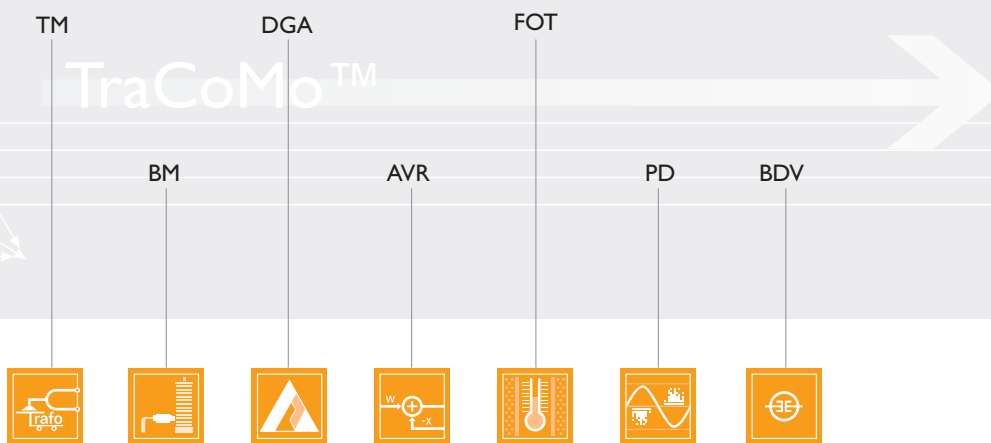 TM DGA FOT
TraCoMo™
BM AVR PD BDV
Trafo
w
-x